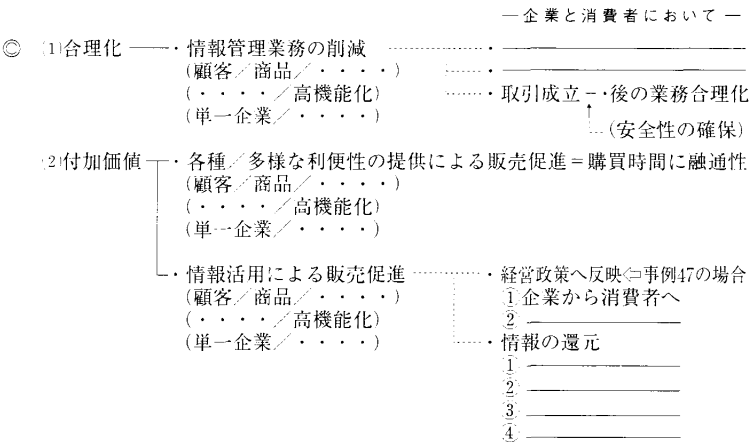 ―企業と消費者において―
◎ (1)合理化 ―― ・情報管理業務の削減 ………… ・――――――
(顧客／商品／・・・・) …… ・――――――
(・・・・／高機能化) …… ・取引成立－・後の業務合理化
(単一企業／・・・・)
(安全性の確保)
(2)付加価値 ・各種／多様な利便性の提供による販売促進＝購買時間に融通性
(顧客／商品／・・・・)
(・・・・／高機能化)
(単一企業／・・・・)
・情報活用による販売促進 ………… ・経営政策へ反映⇦事例47の場合
(顧客／商品／・・・・) ①企業から消費者へ
(・・・・／高機能化) ② ――――――
(単一企業／・・・・) …… ・情報の還元
① ――――――
② ――――――
③ ――――――
④ ――――――